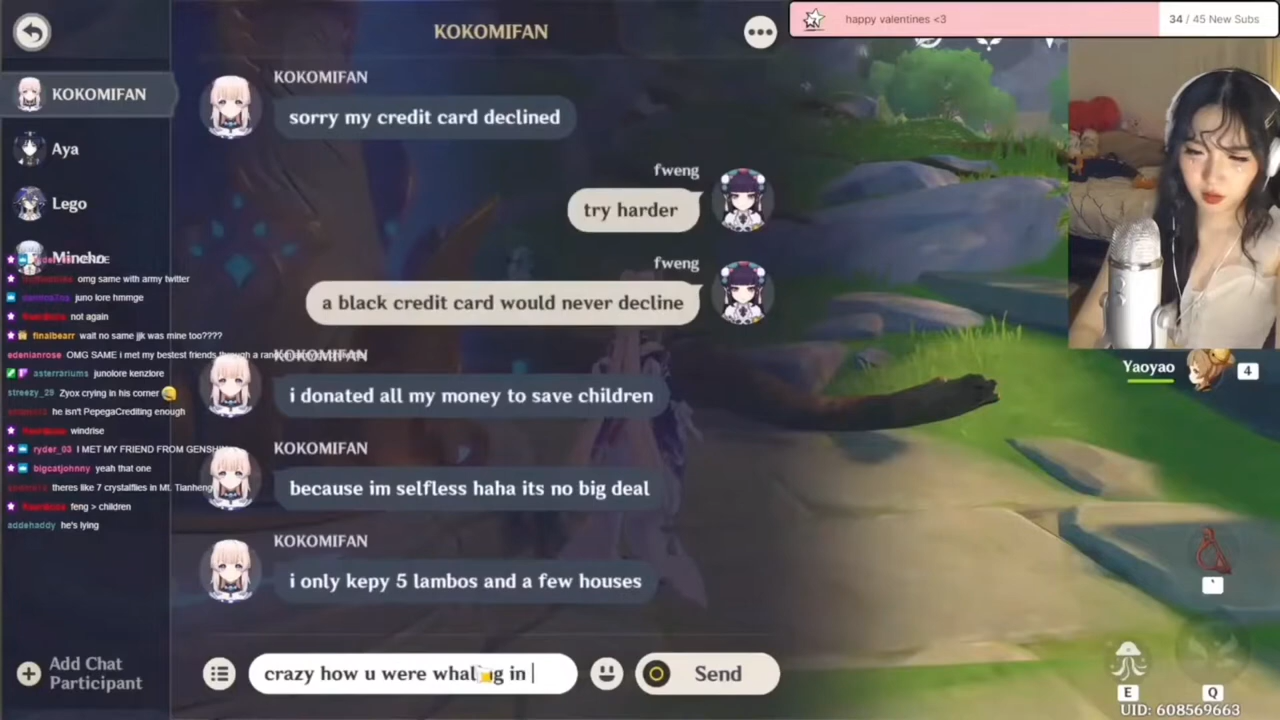 KOKOMIFAN
happy valentines <3
34 / 45 New Subs
KOKOMIFAN
Aya
Lego
Mineho
KOKOMIFAN
sorry my credit card declined
fweng
try harder
fweng
a black credit card would never decline
KOKOMIFAN
i donated all my money to save children
KOKOMIFAN
because im selfless haha its no big deal
KOKOMIFAN
i only kepy 5 lambos and a few houses
omg same with army twitter
juno lore hmmge
not again
finalbearr wait no same jjk was mine too????
edenianrose OMG SAME i met my bestest friends through a
asterrariums junolore kenzlore
streezy_29 Zyox crying in his corner
he isn't PepegaCrediting enough
windrise
ryder_03 I MET MY FRIEND FROM GENSHIN
bigcatjohnny yeah that one
theres like 7 crystalflies in Mt. Tianheng
feng > children
addehaddy he's lying
Add Chat
Participant
crazy how u were whal g in
Send
Yaoyao
4
E
Q
UID: 608569663